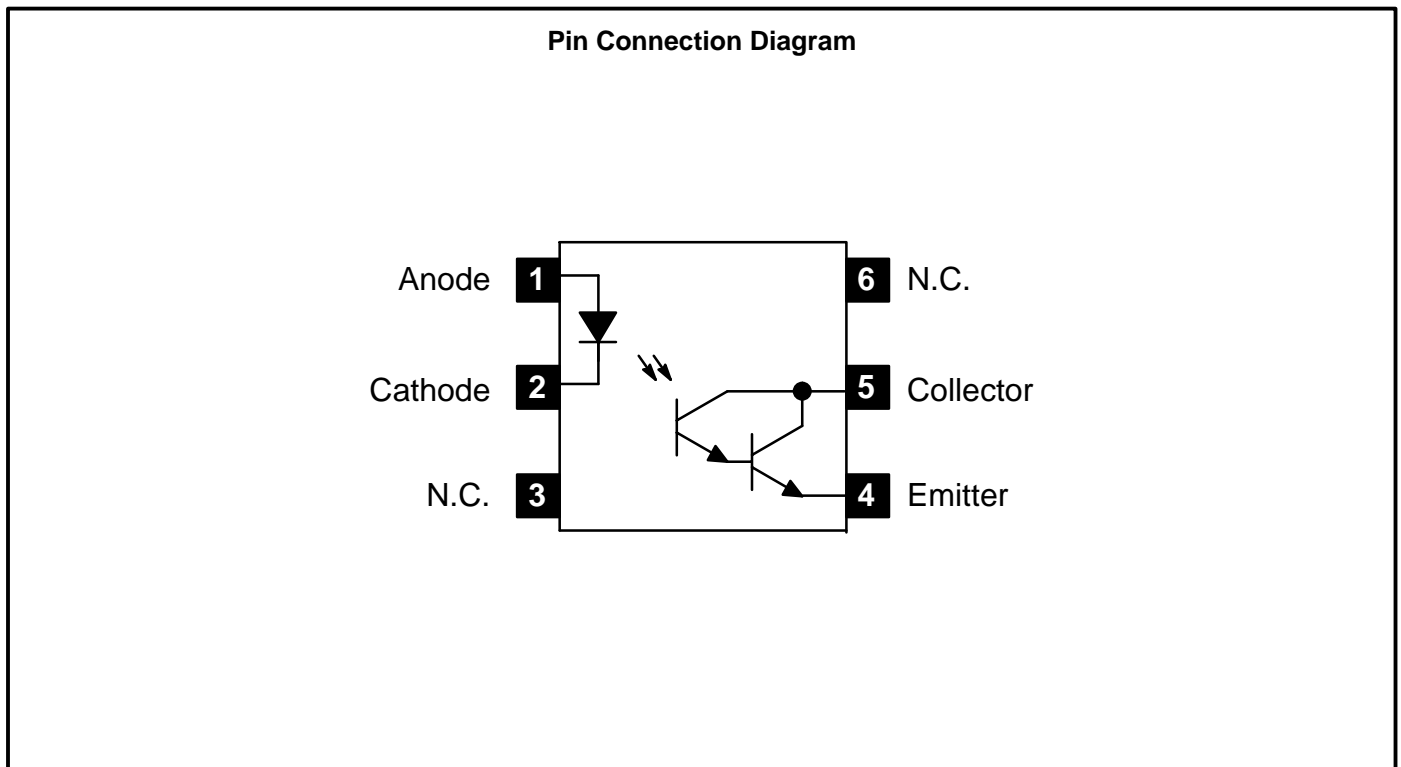 Pin Connection Diagram
Anode 1
6 N.C.
Cathode 2
5 Collector
N.C. 3
4 Emitter